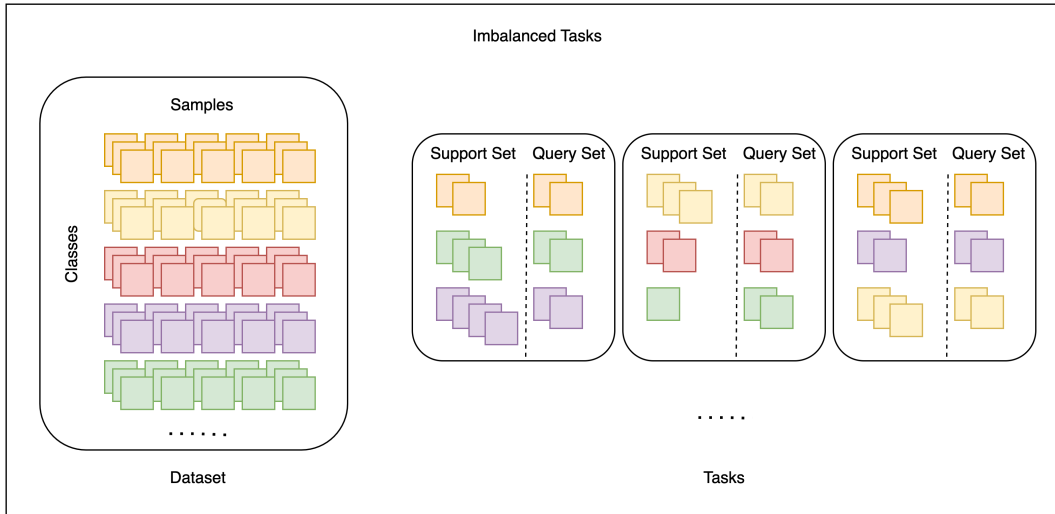 Imbalanced Tasks
Samples
Classes
. . . . . .
Dataset
Support Set
Query Set
Support Set
Query Set
Support Set
Query Set
. . . . .
Tasks